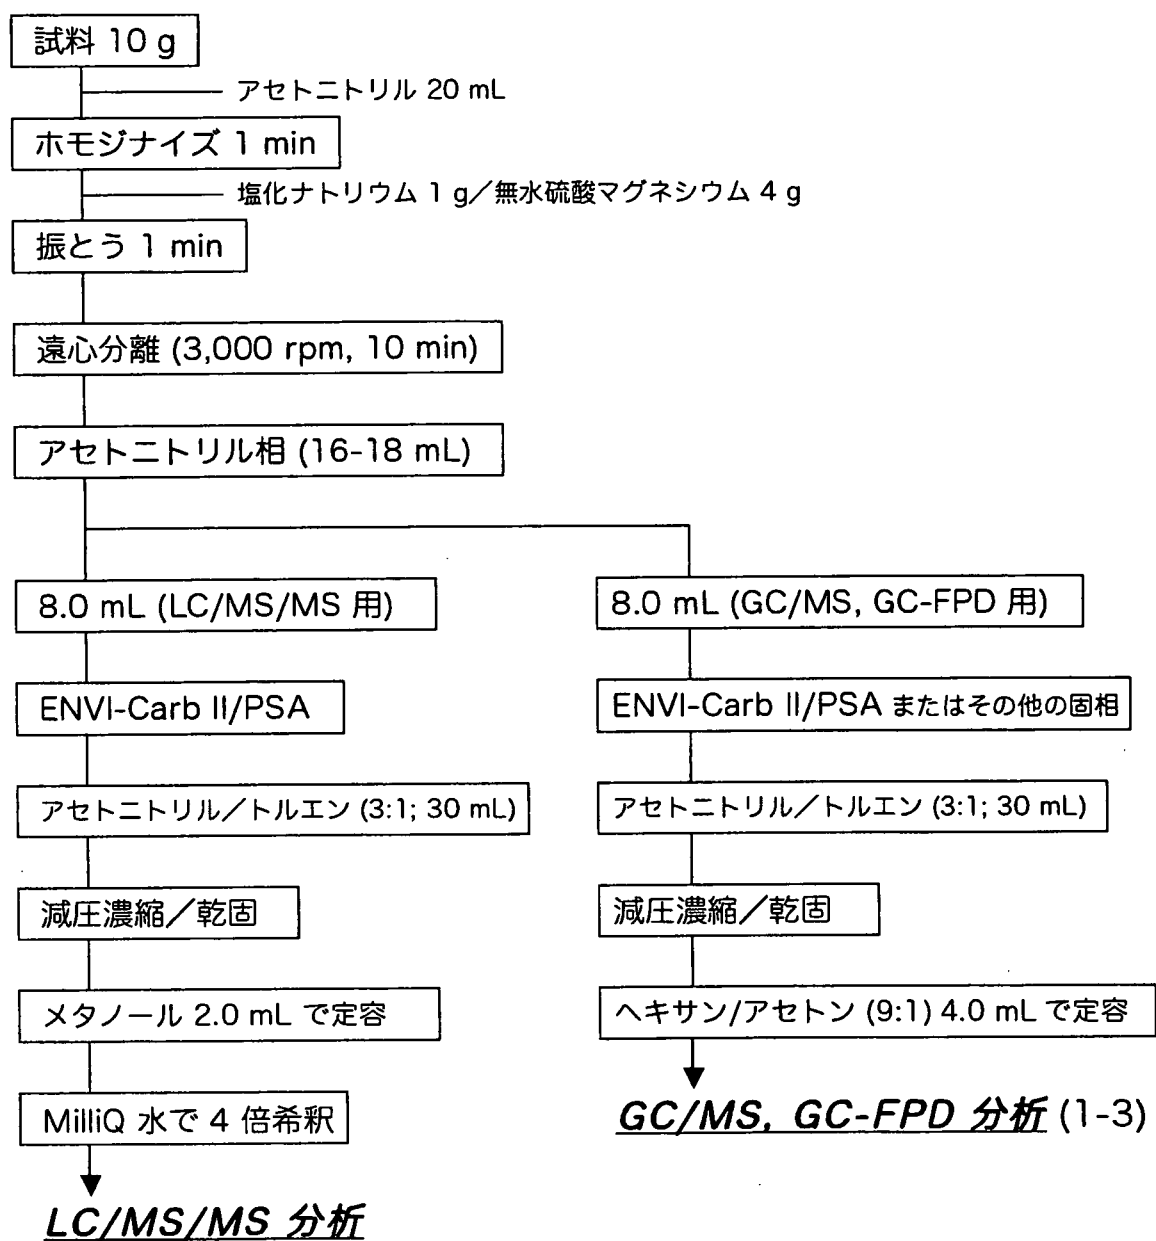 試料 10 g
アセトニトリル 20 mL
ホモジナイズ 1 min
塩化ナトリウム 1 g／無水硫酸マグネシウム 4 g
振とう 1 min
遠心分離 (3,000 rpm, 10 min)
アセトニトリル相 (16-18 mL)
8.0 mL (LC/MS/MS 用)
ENVI-Carb II/PSA
アセトニトリル／トルエン (3:1; 30 mL)
減圧濃縮／乾固
メタノール 2.0 mL で定容
MilliQ 水で 4 倍希釈
LC/MS/MS 分析
8.0 mL (GC/MS, GC-FPD 用)
ENVI-Carb II/PSA またはその他の固相
アセトニトリル／トルエン (3:1; 30 mL)
減圧濃縮／乾固
ヘキサン/アセトン (9:1) 4.0 mL で定容
GC/MS, GC-FPD 分析 (1-3)